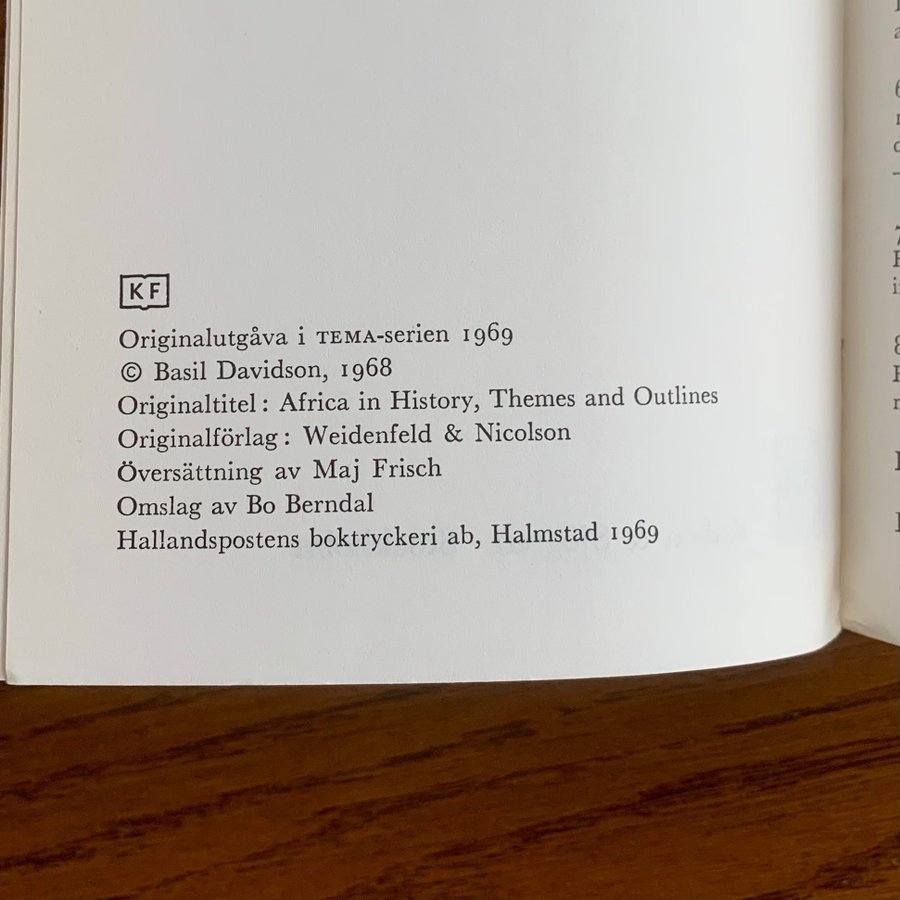 KF
Originalutgåva i TEMA-serien 1969
© Basil Davidson, 1968
Originaltitel: Africa in History, Themes and Outlines
Originalförlag: Weidenfeld & Nicolson
Översättning av Maj Frisch
Omslag av Bo Berndal
Hallandspostens boktryckeri ab, Halmstad 1969